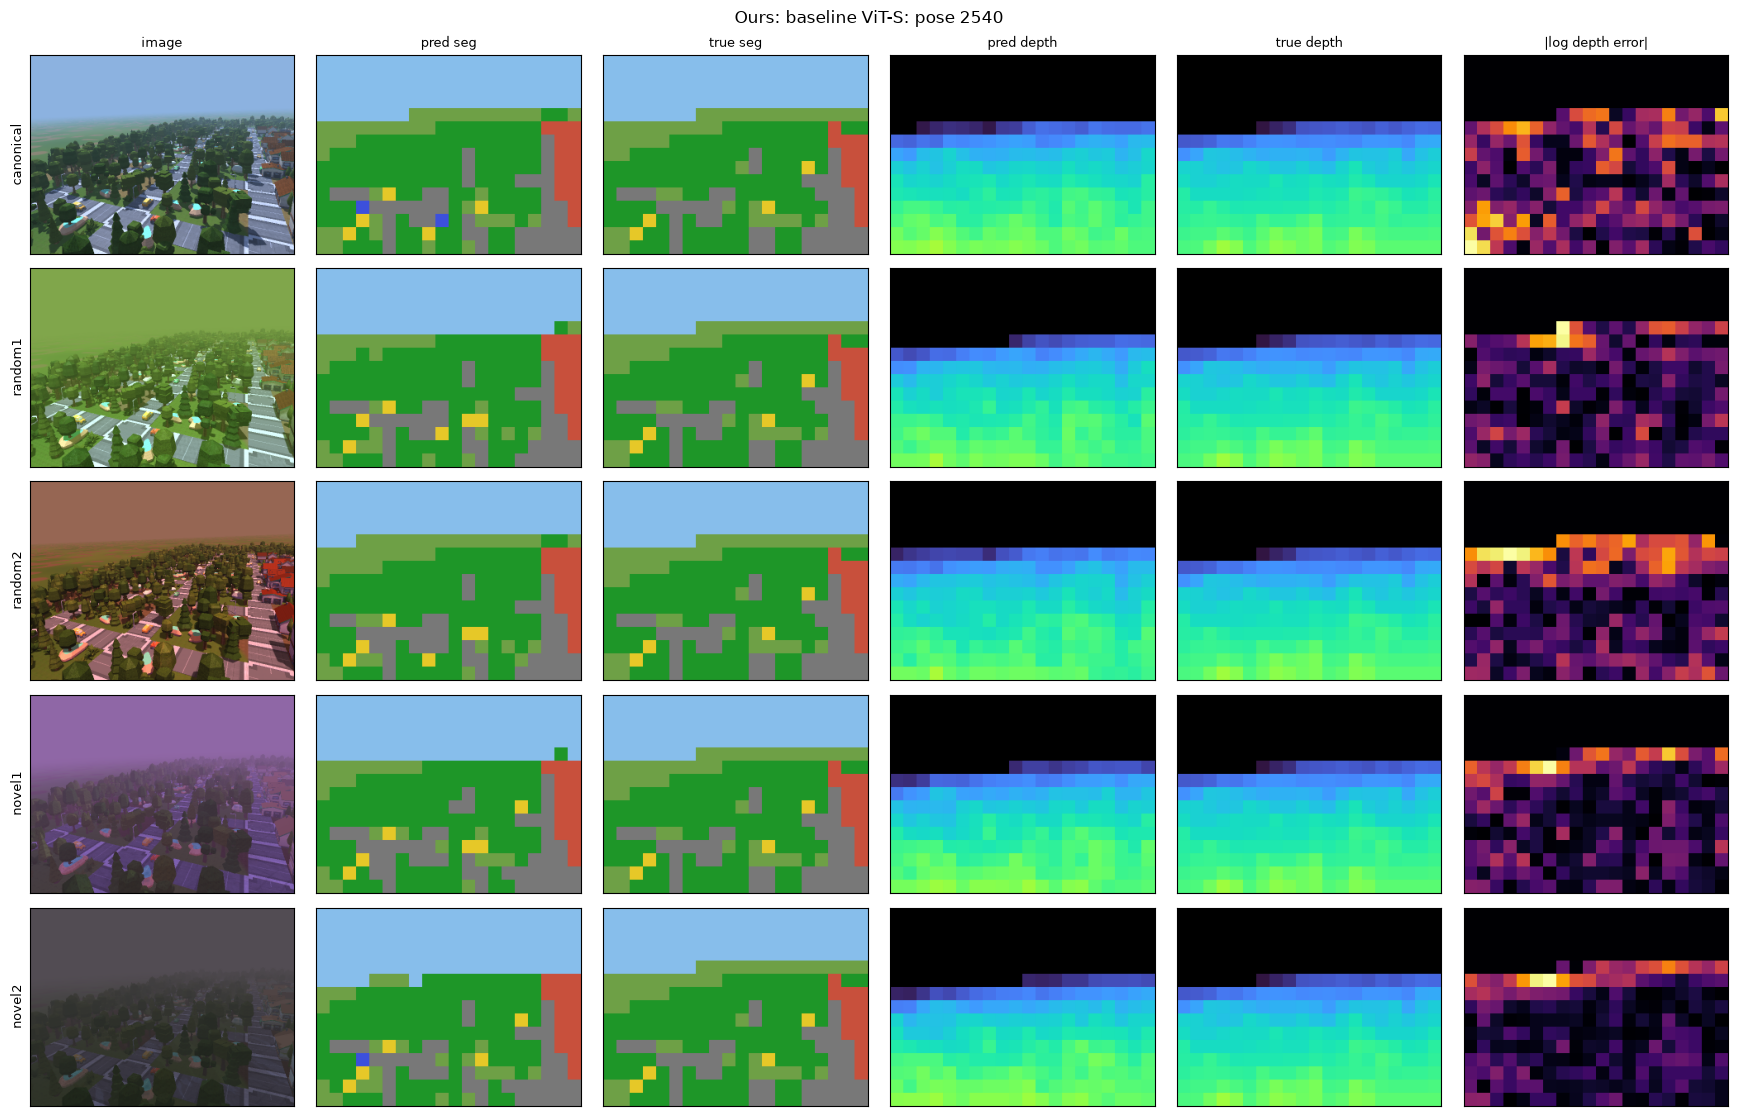 Ours: baseline ViT-S: pose 2540
image pred seg true seg pred depth true depth |log depth error|
canonical
random1
random2
novel1
novel2